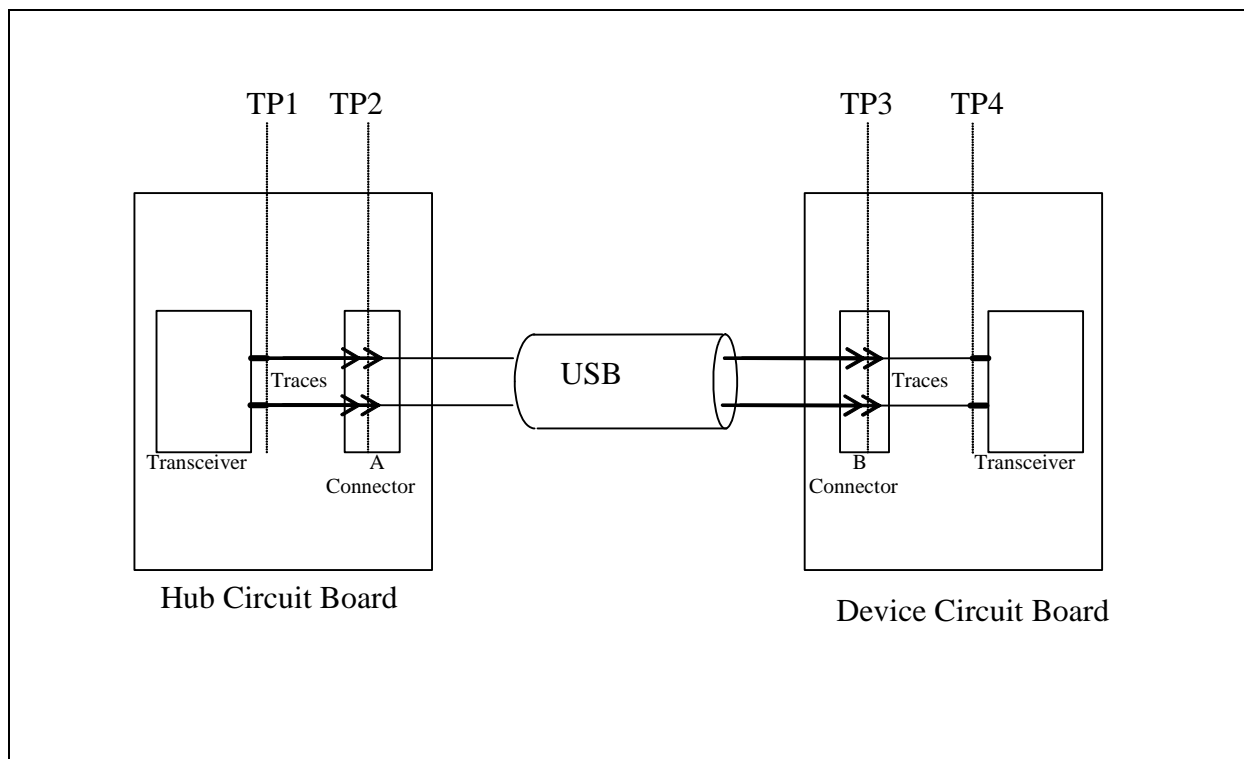 TP1 TP2 TP3 TP4
Traces
USB
Traces
Transceiver
A
Connector
B
Connector
Transceiver
Hub Circuit Board
Device Circuit Board